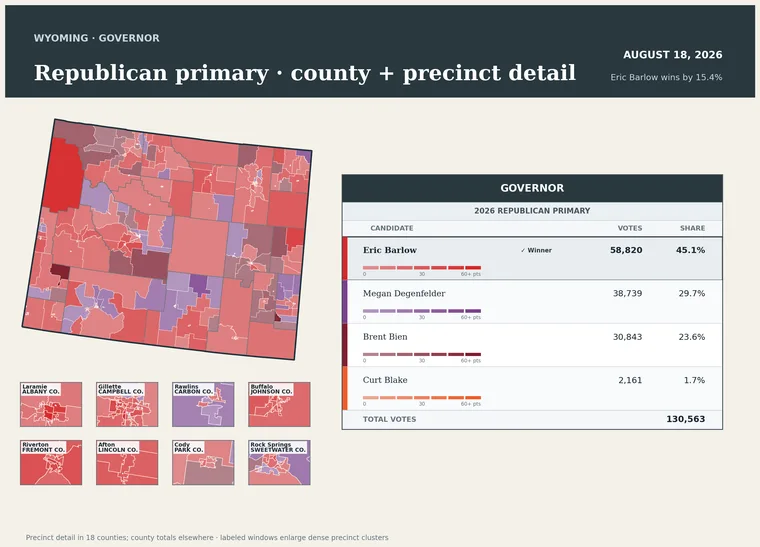 WYOMING · GOVERNOR
Republican primary · county + precinct detail
AUGUST 18, 2026
Eric Barlow wins by 15.4%
GOVERNOR
2026 REPUBLICAN PRIMARY
CANDIDATE VOTES SHARE
Eric Barlow ✓ Winner 58,820 45.1%
0 30 60+ pts
Megan Degenfelder 38,739 29.7%
0 30 60+ pts
Brent Bien 30,843 23.6%
0 30 60+ pts
Curt Blake 2,161 1.7%
0 30 60+ pts
TOTAL VOTES 130,563
Laramie
ALBANY CO.
Gillette
CAMPBELL CO.
Rawlins
CARBON CO.
Buffalo
JOHNSON CO.
Riverton
FREMONT CO.
Afton
LINCOLN CO.
Cody
PARK CO.
Rock Springs
SWEETWATER CO.
Precinct detail in 18 counties; county totals elsewhere · labeled windows enlarge dense precinct clusters